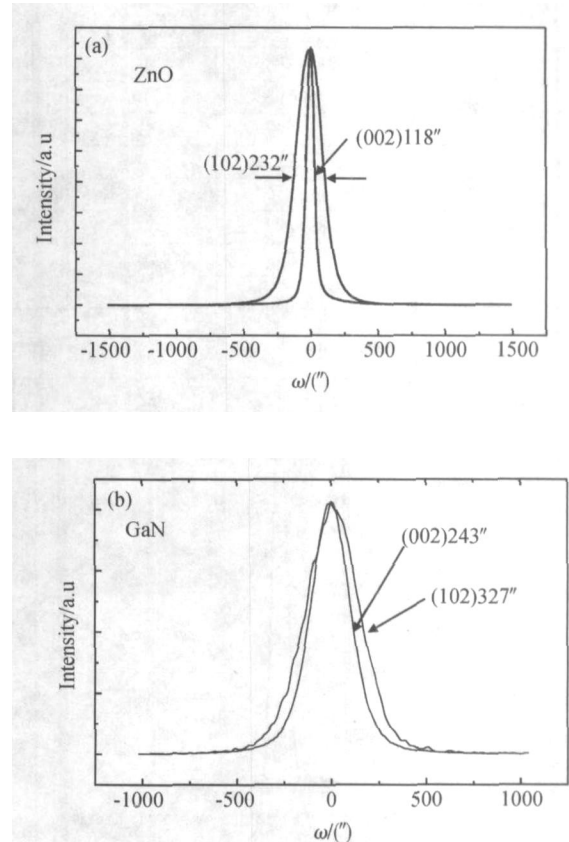 (a)
ZnO
(002)118″
(102)232″
Intensity/a.u
-1500 -1000 -500 0 500 1000 1500
ω/(″)
(b)
GaN
(002)243″
(102)327″
Intensity/a.u
-1000 -500 0 500 1000
ω/(″)